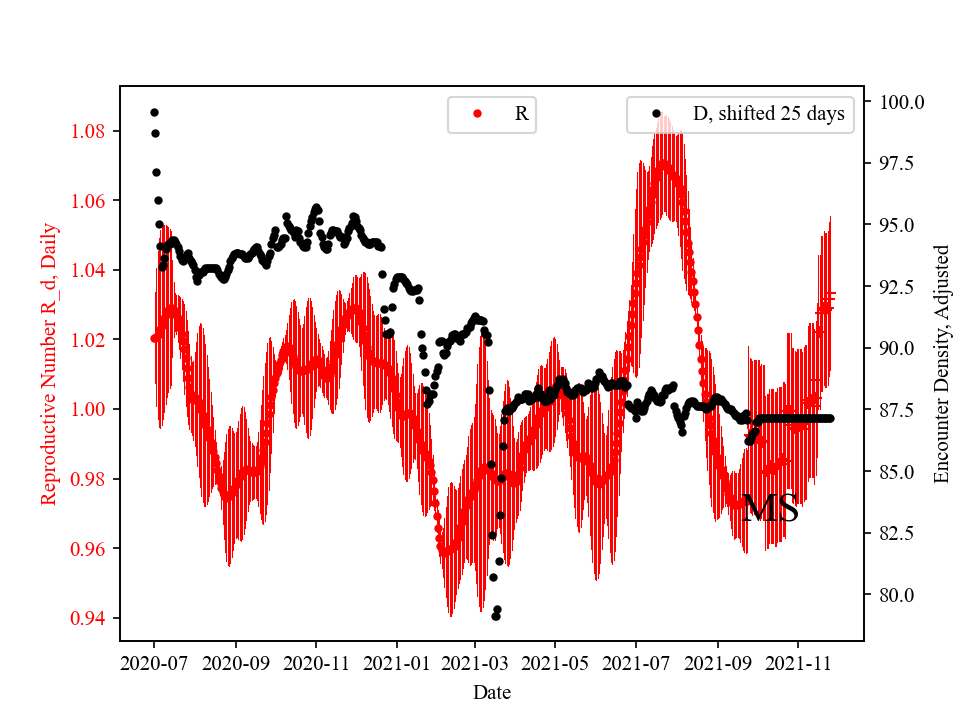 R
D, shifted 25 days
Reproductive Number R_d, Daily
1.08
1.06
1.04
1.02
1.00
0.98
0.96
0.94
100.0
97.5
95.0
92.5
90.0
87.5
85.0
82.5
80.0
Encounter Density, Adjusted
MS
2020-07 2020-09 2020-11 2021-01 2021-03 2021-05 2021-07 2021-09 2021-11
Date